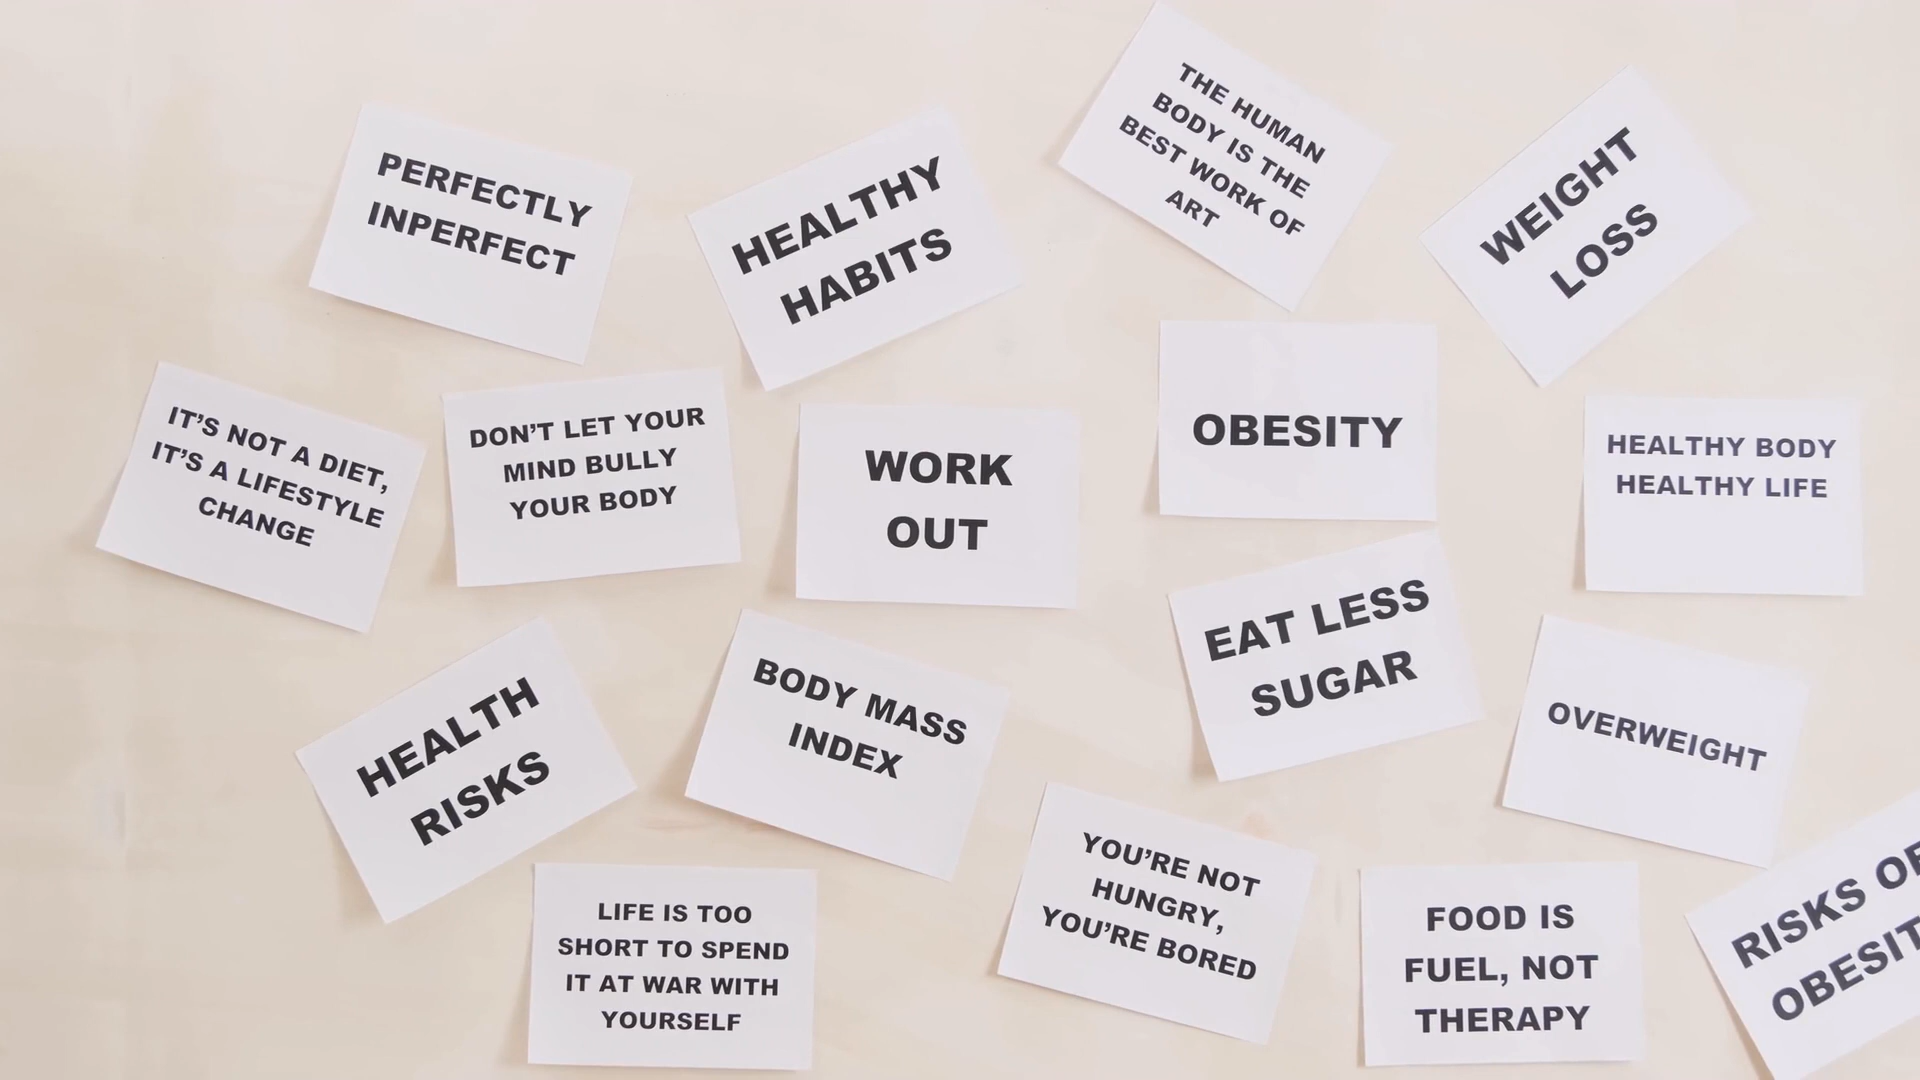 PERFECTLY
INPERFECT
HEALTHY
HABITS
THE HUMAN
BODY IS THE
BEST WORK OF
ART
WEIGHT
LOSS
IT'S NOT A DIET,
IT'S A LIFESTYLE
CHANGE
DON'T LET YOUR
MIND BULLY
YOUR BODY
WORK
OUT
OBESITY
HEALTHY BODY
HEALTHY LIFE
HEALTH
RISKS
BODY MASS
INDEX
EAT LESS
SUGAR
OVERWEIGHT
LIFE IS TOO
SHORT TO SPEND
IT AT WAR WITH
YOURSELF
YOU'RE NOT
HUNGRY,
YOU'RE BORED
FOOD IS
FUEL, NOT
THERAPY
RISKS OF
OBESIT